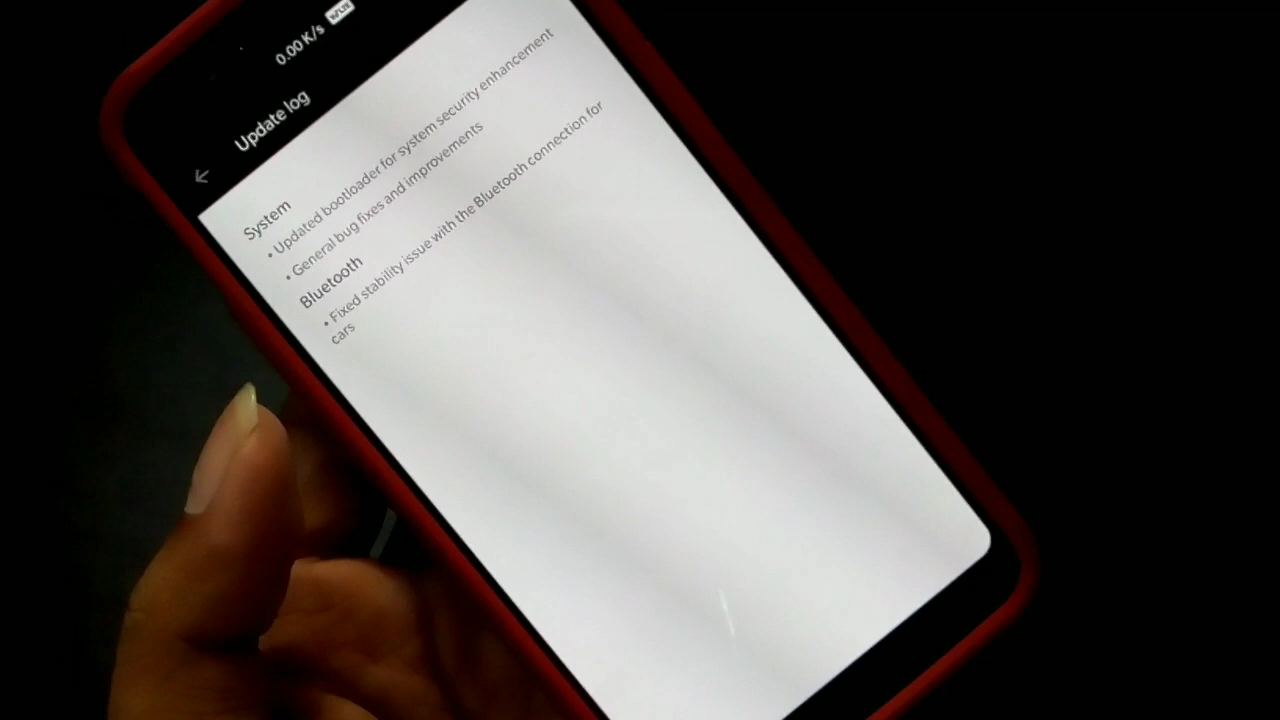 0.00 K/s VoLTE
Update log
System
• Updated bootloader for system security enhancement
• General bug fixes and improvements
Bluetooth
• Fixed stability issue with the Bluetooth connection for
cars